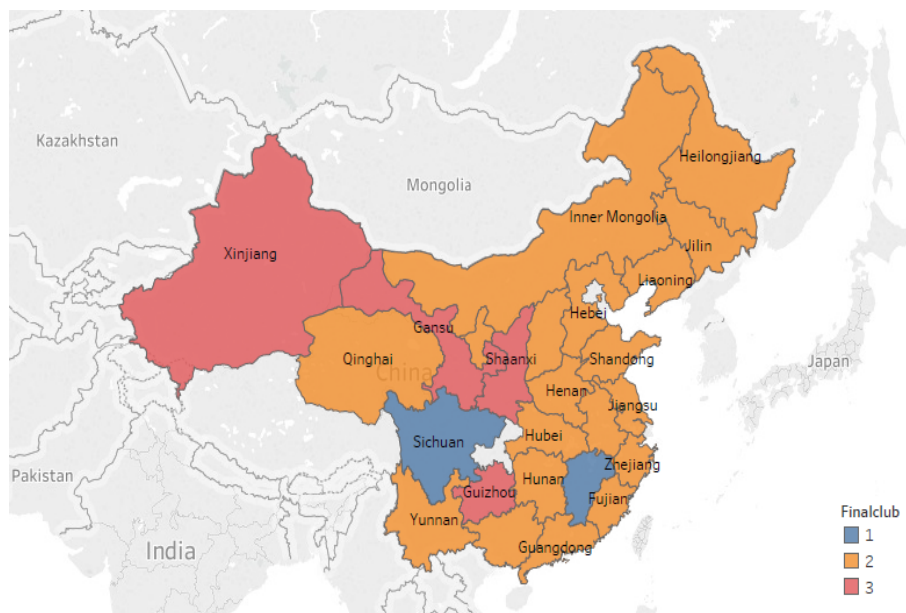 Kazakhstan
Mongolia
Heilongjiang
Inner Mongolia
Jilin
Xinjiang
Liaoning
Hebei
Gansu
Qinghai
China
Shaanxi
Shandong
Japan
Henan
Jiangsu
Sichuan
Hubei
Zhejiang
Pakistan
Hunan
Guizhou
Fujian
Yunnan
India
Guangdong
Finalclub
1
2
3